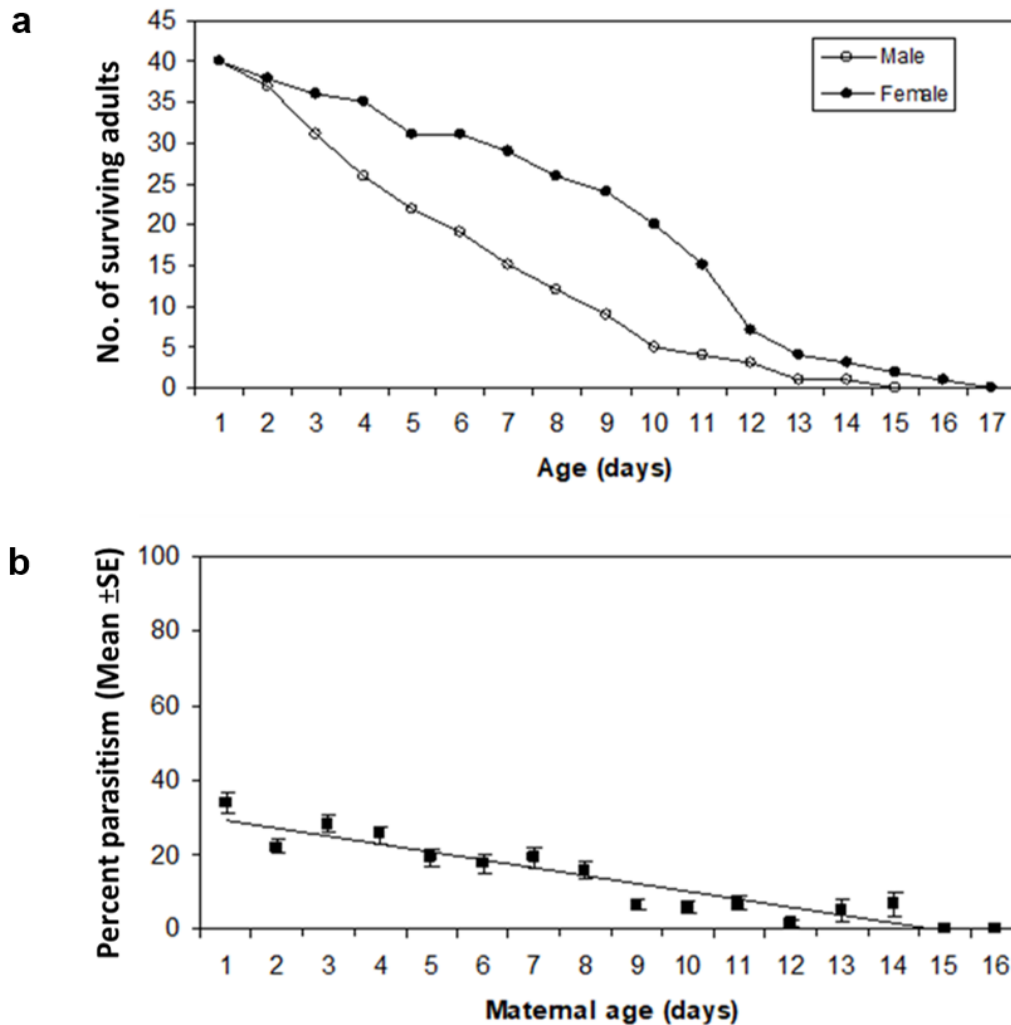 a
No. of surviving adults
45
40
35
30
25
20
15
10
5
0
Male
Female
1 2 3 4 5 6 7 8 9 10 11 12 13 14 15 16 17
Age (days)
b
Percent parasitism (Mean ±SE)
100
80
60
40
20
0
1 2 3 4 5 6 7 8 9 10 11 12 13 14 15 16
Maternal age (days)